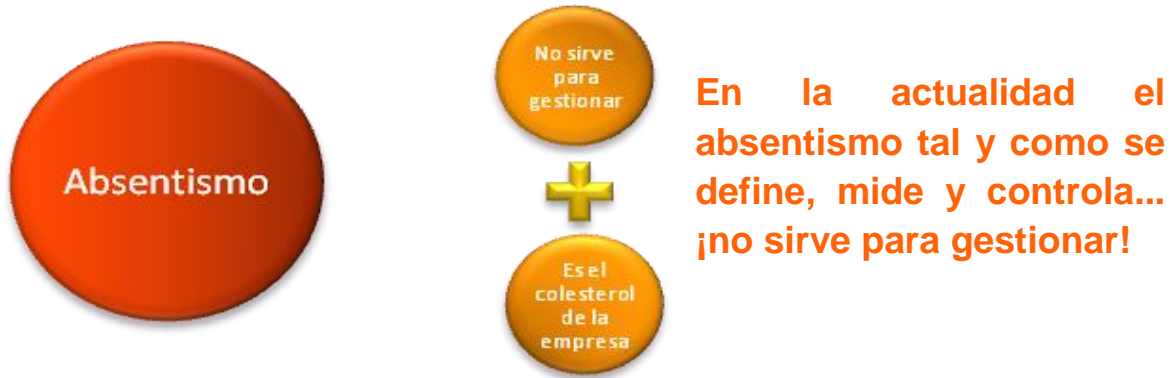 Absentismo
No sirve
para
gestionar
Es el
colesterol
de la
empresa
En la actualidad el
absentismo tal y como se
define, mide y controla...
¡no sirve para gestionar!